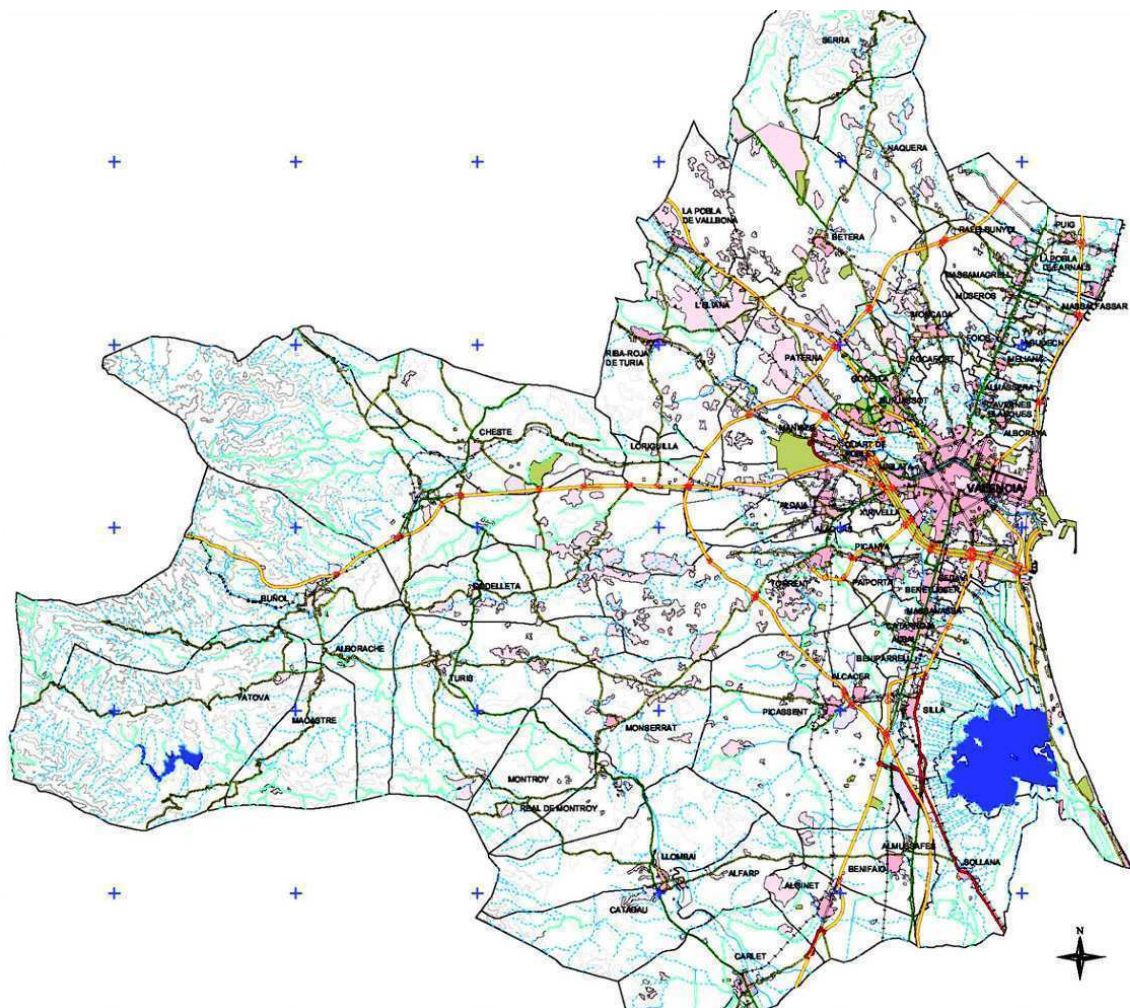 SERRA
NAQUERA
LA POBLA
DE VALLBONA
BETERA
RAFELBUNYOL
PUIG
LA POBLA
DE FARNALS
MASSAMAGRELL
MUSEROS
MASSALFASSAR
L'ELIANA
MONCADA
FOIOS
RIBA-ROJA
DE TURIA
PATERNA
ROCAFORT
MELIANA
GODELLA
ALMASSERA
BURJASSOT
CHESTE
MANISES
ALBORAYA
LORIGUILLA
QUART DE
POBLET
VALENCIA
ALDAIA
XIRIVELLA
ALAQUAS
PICANYA
TORRENT
PAIPORTA
SEDAVI
BENETUSSER
BUÑOL
GODELLETA
MASSANASSA
CATARROJA
ALBAL
ALBORACHE
BENIPARRELL
TURIS
ALCACER
YATOVA
MACASTRE
PICASSENT
SILLA
MONSERRAT
MONTROY
REAL DE MONTROY
ALMUSSAFES
LLOMBAI
ALFARP
BENIFAIO
SOLLANA
ALGINET
CATADAU
CARLET
N